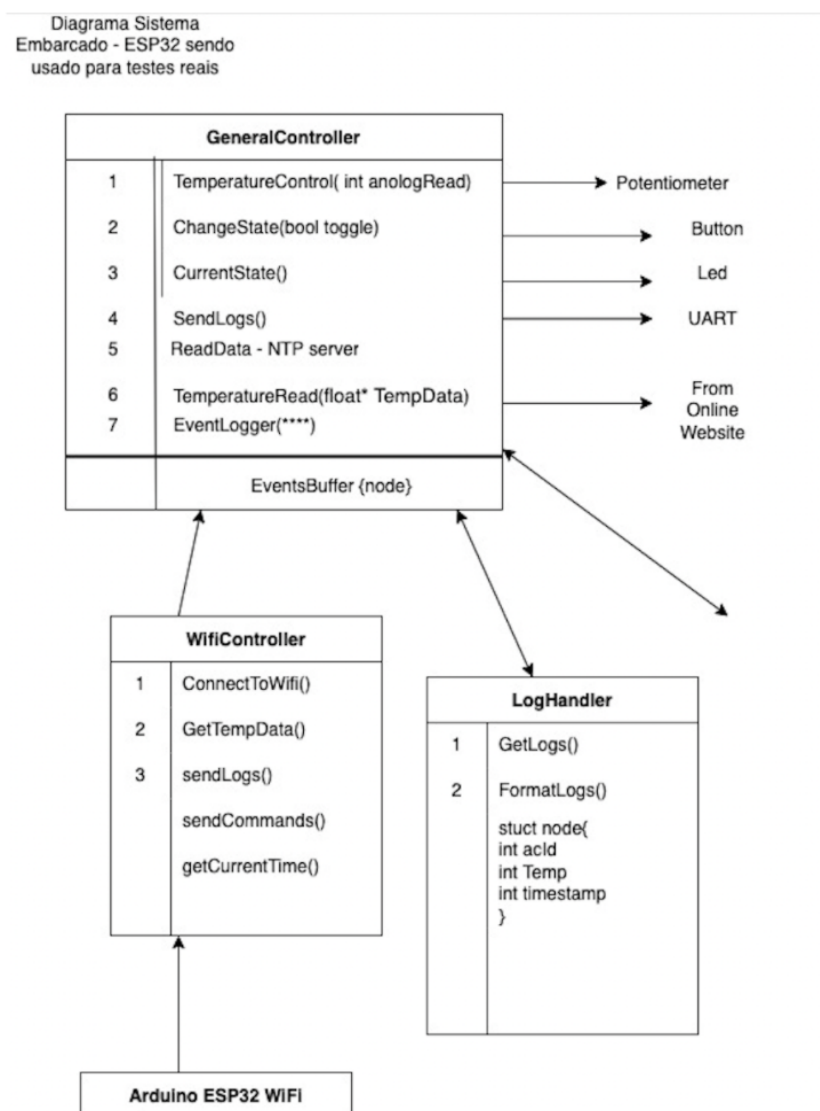 Diagrama Sistema
Embarcado - ESP32 sendo
usado para testes reais
GeneralController
1 TemperatureControl( int anologRead)
Potentiometer
2 ChangeState(bool toggle)
Button
3 CurrentState()
Led
4 SendLogs()
UART
5 ReadData - NTP server
6 TemperatureRead(float* TempData)
From
Online
Website
7 EventLogger(****)
EventsBuffer {node}
WifiController
1 ConnectToWifi()
2 GetTempData()
3 sendLogs()
sendCommands()
getCurrentTime()
LogHandler
1 GetLogs()
2 FormatLogs()
stuct node{
int acId
int Temp
int timestamp
}
Arduino ESP32 WiFi